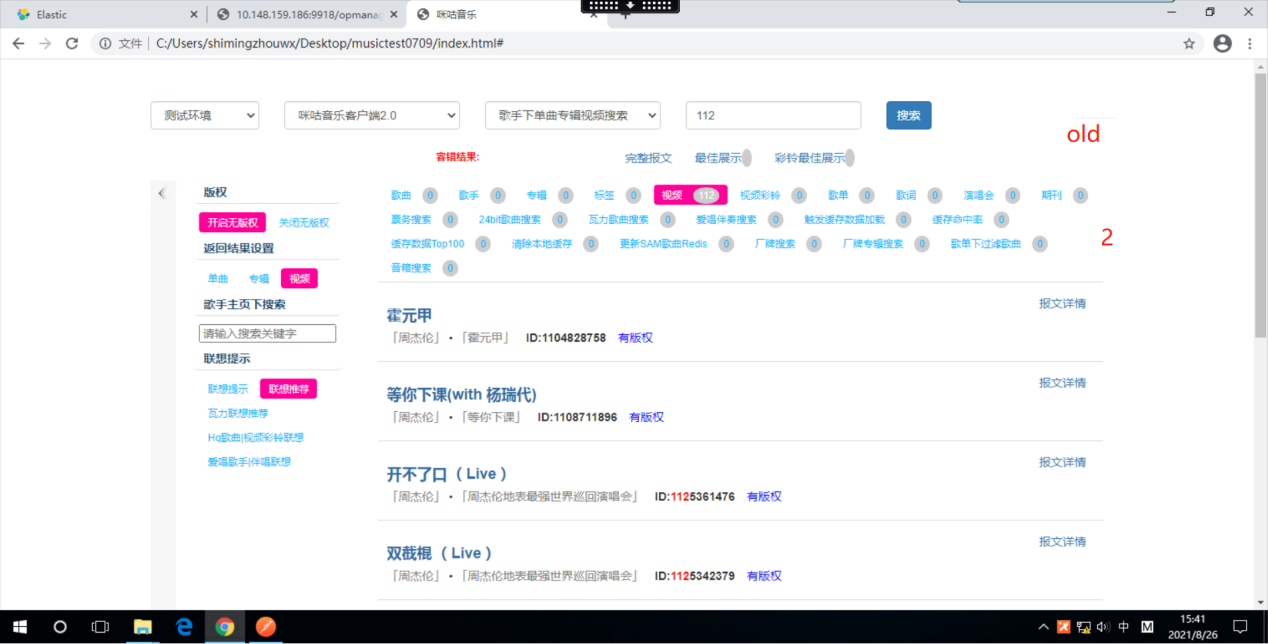 Elastic
10.148.159.186:9918/opmanag
咪咕音乐
文件 C:/Users/shimingzhouwx/Desktop/musictest0709/index.html#
测试环境 咪咕音乐客户端2.0 歌手下单曲专辑视频搜索 112 搜索
old
容错结果: 完整报文 最佳展示 彩铃最佳展示
版权
开启无版权 关闭无版权
返回结果设置
单曲 专辑 视频
歌手主页下搜索
请输入搜索关键字
联想提示
联想提示 联想推荐
瓦力联想推荐
Hq歌曲|视频彩铃联想
爱唱歌手|伴唱联想
歌曲 0 歌手 0 专辑 0 标签 0 视频 112 视频彩铃 0 歌单 0 歌词 0 演唱会 0 期刊 0
票务搜索 0 24bit歌曲搜索 0 瓦力歌曲搜索 0 爱唱伴奏搜索 0 触发缓存数据加载 0 缓存命中率 0
2
缓存数据Top100 0 清除本地缓存 0 更新SAM歌曲Redis 0 厂牌搜索 0 厂牌专辑搜索 0 歌单下过滤歌曲 0
音箱搜索 0
霍元甲 报文详情
「周杰伦」 • 「霍元甲」 ID:1104828758 有版权
等你下课(with 杨瑞代) 报文详情
「周杰伦」 • 「等你下课」 ID:1108711896 有版权
开不了口（ Live ） 报文详情
「周杰伦」 • 「周杰伦地表最强世界巡回演唱会」 ID:1125361476 有版权
双截棍（ Live ） 报文详情
「周杰伦」 • 「周杰伦地表最强世界巡回演唱会」 ID:1125342379 有版权
中 M 15:41
2021/8/26